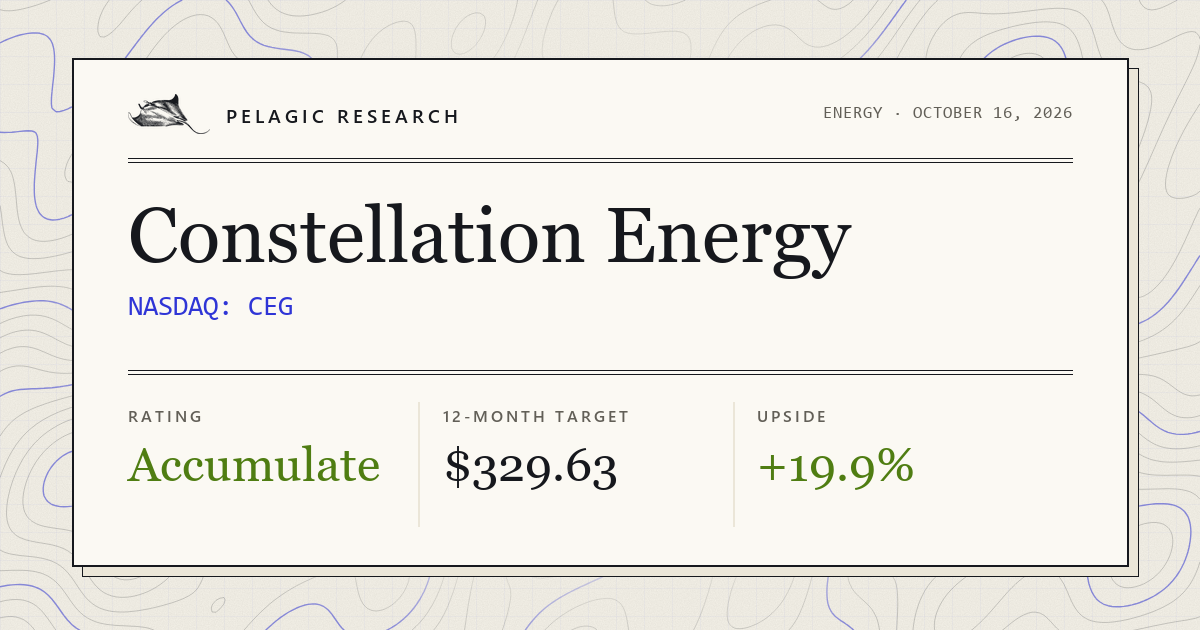 PELAGIC RESEARCH
ENERGY · OCTOBER 16, 2026
Constellation Energy
NASDAQ: CEG
RATING
12-MONTH TARGET
UPSIDE
Accumulate
$329.63
+19.9%